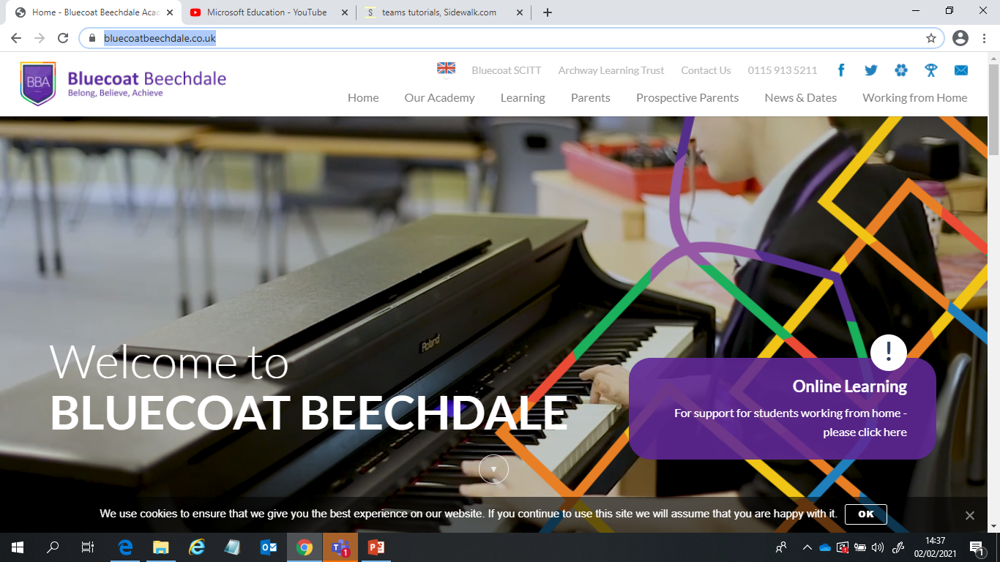 Home - Bluecoat Beechdale Acac
Microsoft Education - YouTube
S teams tutorials, Sidewalk.com
bluecoatbeechdale.co.uk
BBA
Bluecoat Beechdale
Belong, Believe, Achieve
Bluecoat SCITT
Archway Learning Trust
Contact Us
0115 913 5211
Home
Our Academy
Learning
Parents
Prospective Parents
News & Dates
Working from Home
Roland
Welcome to
BLUECOAT BEECHDALE
!
Online Learning
For support for students working from home -
please click here
We use cookies to ensure that we give you the best experience on our website. If you continue to use this site we will assume that you are happy with it.
OK
1
14:37
02/02/2021
1